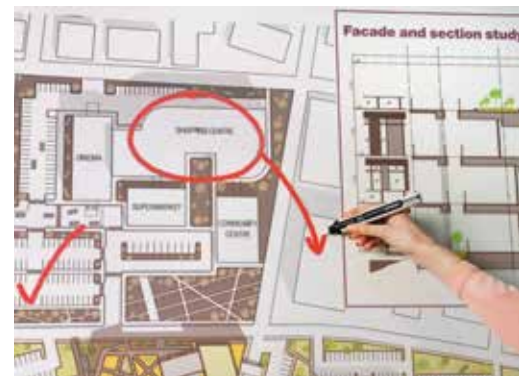 Facade and section study
SHOPPING CENTRE
CINEMA
SUPERMARKET
COMMUNITY
CENTRE